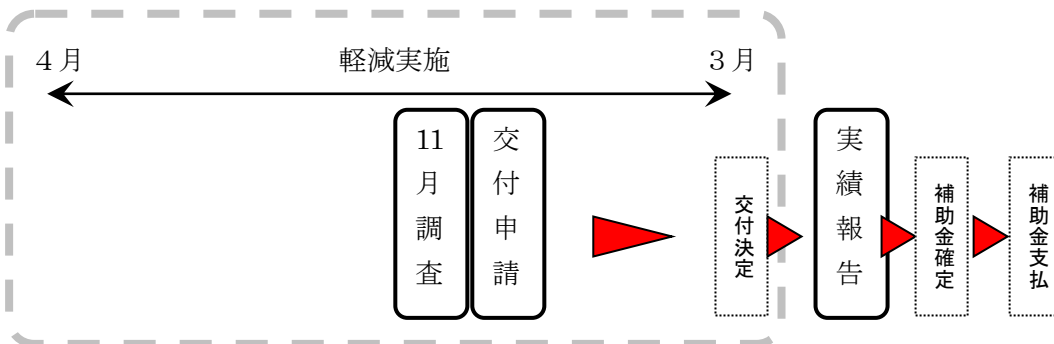 ４月
軽減実施
３月
11月調査
交付申請
交付決定
実績報告
補助金確定
補助金支払